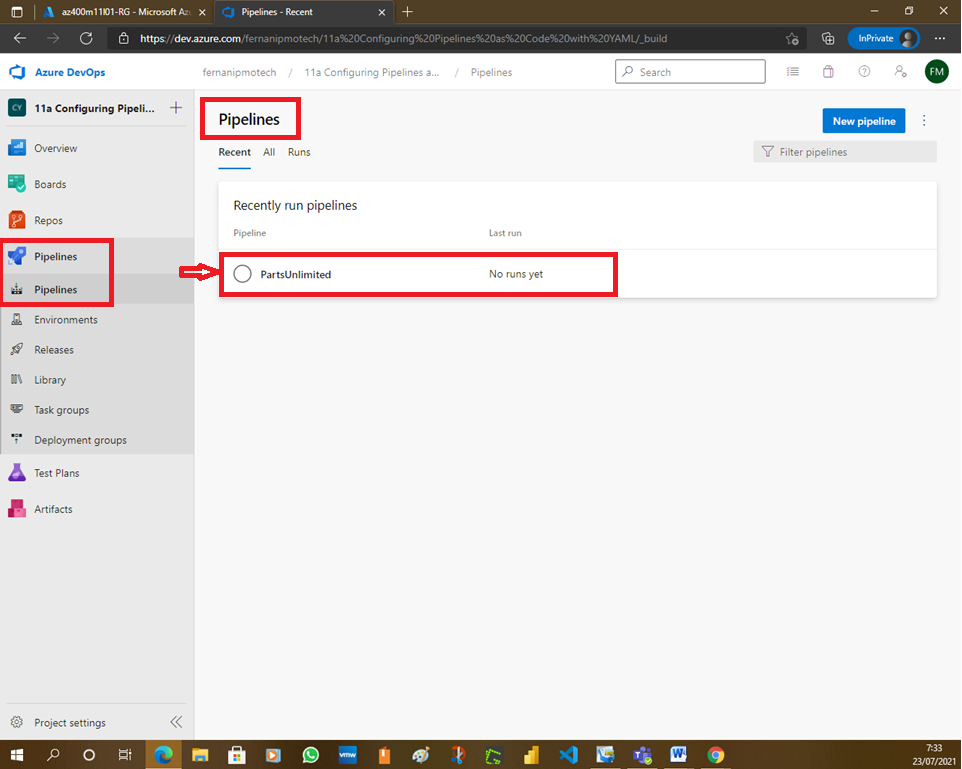 az400m11l01-RG - Microsoft Az
Pipelines - Recent
https://dev.azure.com/fernanipmotech/11a%20Configuring%20Pipelines%20as%20Code%20with%20YAML/_build
InPrivate
Azure DevOps
fernanipmotech / 11a Configuring Pipelines a... / Pipelines
Search
FM
CY 11a Configuring Pipeli...
Overview
Boards
Repos
Pipelines
Pipelines
Environments
Releases
Library
Task groups
Deployment groups
Test Plans
Artifacts
Project settings
Pipelines
New pipeline
Recent All Runs
Filter pipelines
Recently run pipelines
Pipeline Last run
PartsUnlimited No runs yet
vmw
7:33
23/07/2021